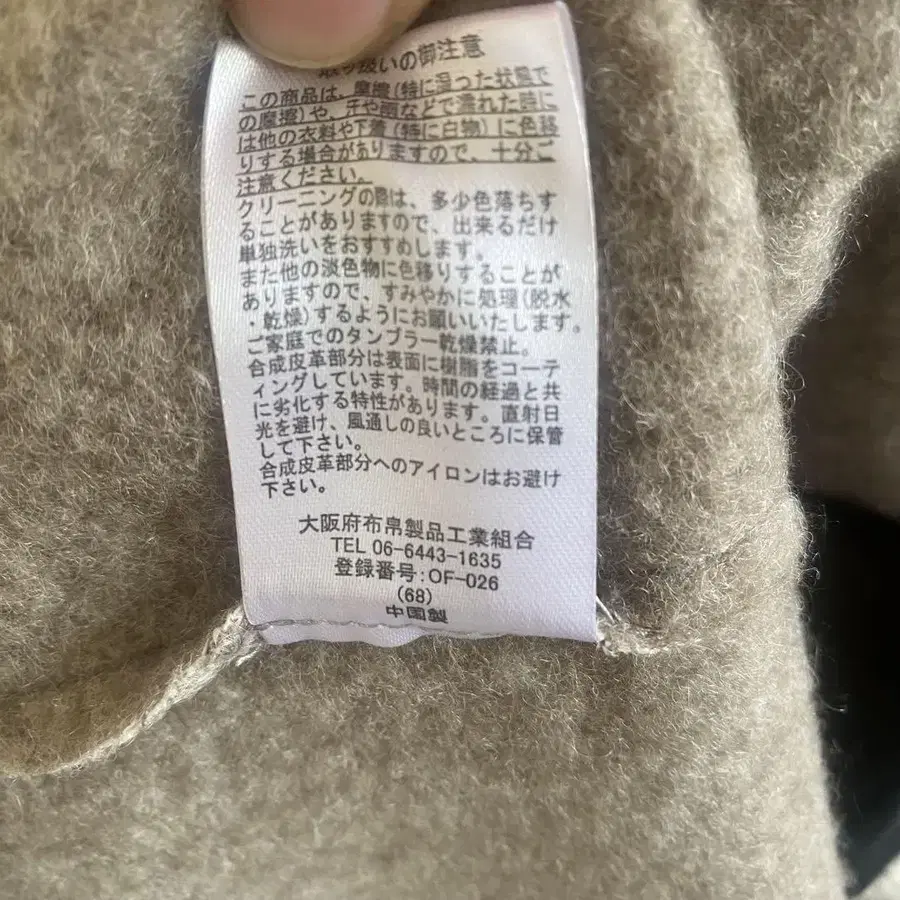 取り扱いの御注意
この商品は、摩擦(特に湿った状態で
の摩擦)や、汗や雨などで濡れた時に
は他の衣料や下着(特に白物)に色移
りする場合がありますので、十分ご
注意ください。
クリーニングの際は、多少色落ちす
ることがありますので、出来るだけ
単独洗いをおすすめします。
また他の淡色物に色移りすることが
ありますので、すみやかに処理(脱水
・乾燥)するようにお願いいたします。
ご家庭でのタンブラー乾燥禁止。
合成皮革部分は表面に樹脂をコーテ
ィングしています。時間の経過と共
に劣化する特性があります。直射日
光を避け、風通しの良いところに保管
して下さい。
合成皮革部分へのアイロンはお避け
下さい。
大阪府布帛製品工業組合
TEL 06-6443-1635
登録番号:OF-026
(68)
中国製